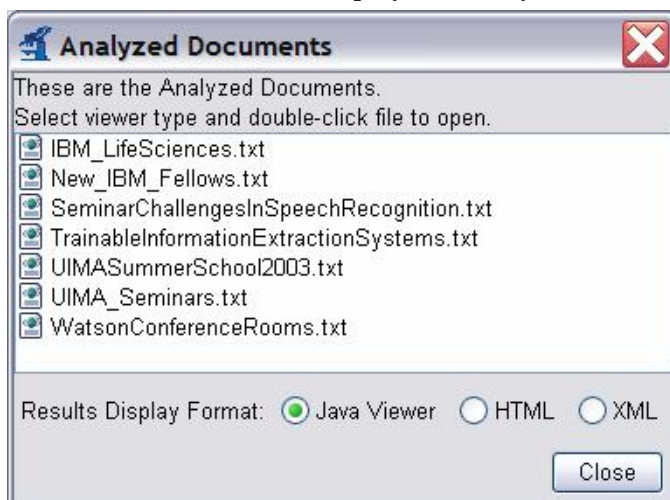 Analyzed Documents
These are the Analyzed Documents.
Select viewer type and double-click file to open.
IBM_LifeSciences.txt
New_IBM_Fellows.txt
SeminarChallengesInSpeechRecognition.txt
TrainableInformationExtractionSystems.txt
UIMASummerSchool2003.txt
UIMA_Seminars.txt
WatsonConferenceRooms.txt
Results Display Format: Java Viewer HTML XML
Close